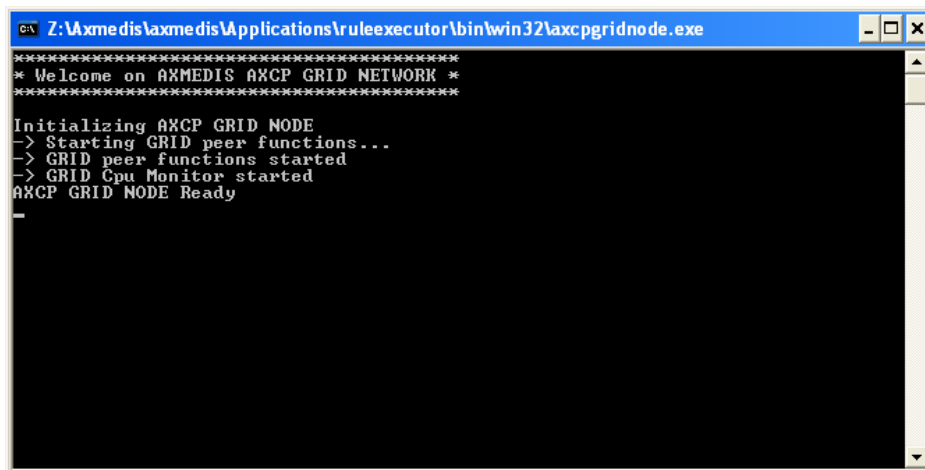 Z:\Axmedis\axmedis\Applications\ruleexecutor\bin\win32\axcpgridnode.exe
****************************************
* Welcome on AXMEDIS AXCP GRID NETWORK *
****************************************
Initializing AXCP GRID NODE
-> Starting GRID peer functions...
-> GRID peer functions started
-> GRID Cpu Monitor started
AXCP GRID NODE Ready